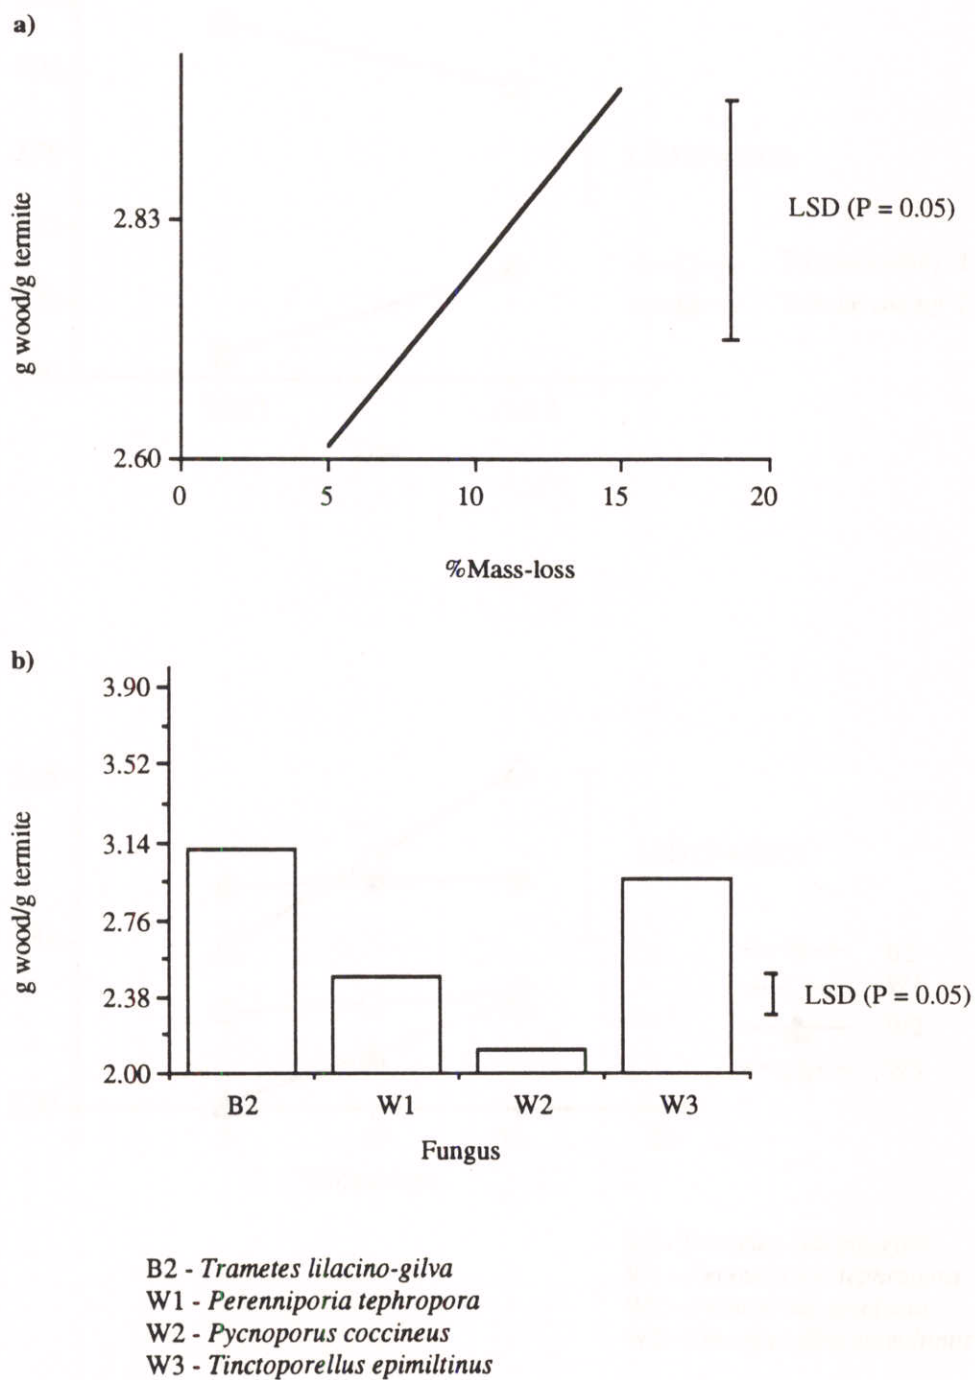 a)
g wood/g termite
2.83
2.60
LSD (P = 0.05)
0 5 10 15 20
%Mass-loss
b)
g wood/g termite
3.90
3.52
3.14
2.76
2.38
2.00
LSD (P = 0.05)
B2 W1 W2 W3
Fungus
B2 - Trametes lilacino-gilva
W1 - Perenniporia tephropora
W2 - Pycnoporus coccineus
W3 - Tinctoporellus epimiltinus